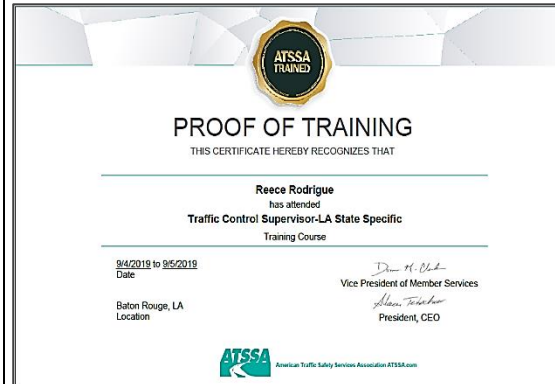 ATSSA
TRAINED
PROOF OF TRAINING
THIS CERTIFICATE HEREBY RECOGNIZES THAT
Reece Rodrigue
has attended
Traffic Control Supervisor-LA State Specific
Training Course
9/4/2019 to 9/5/2019
Date
Vice President of Member Services
Baton Rouge, LA
Location
President, CEO
ATSSA
American Traffic Safety Services Association ATSSA.com